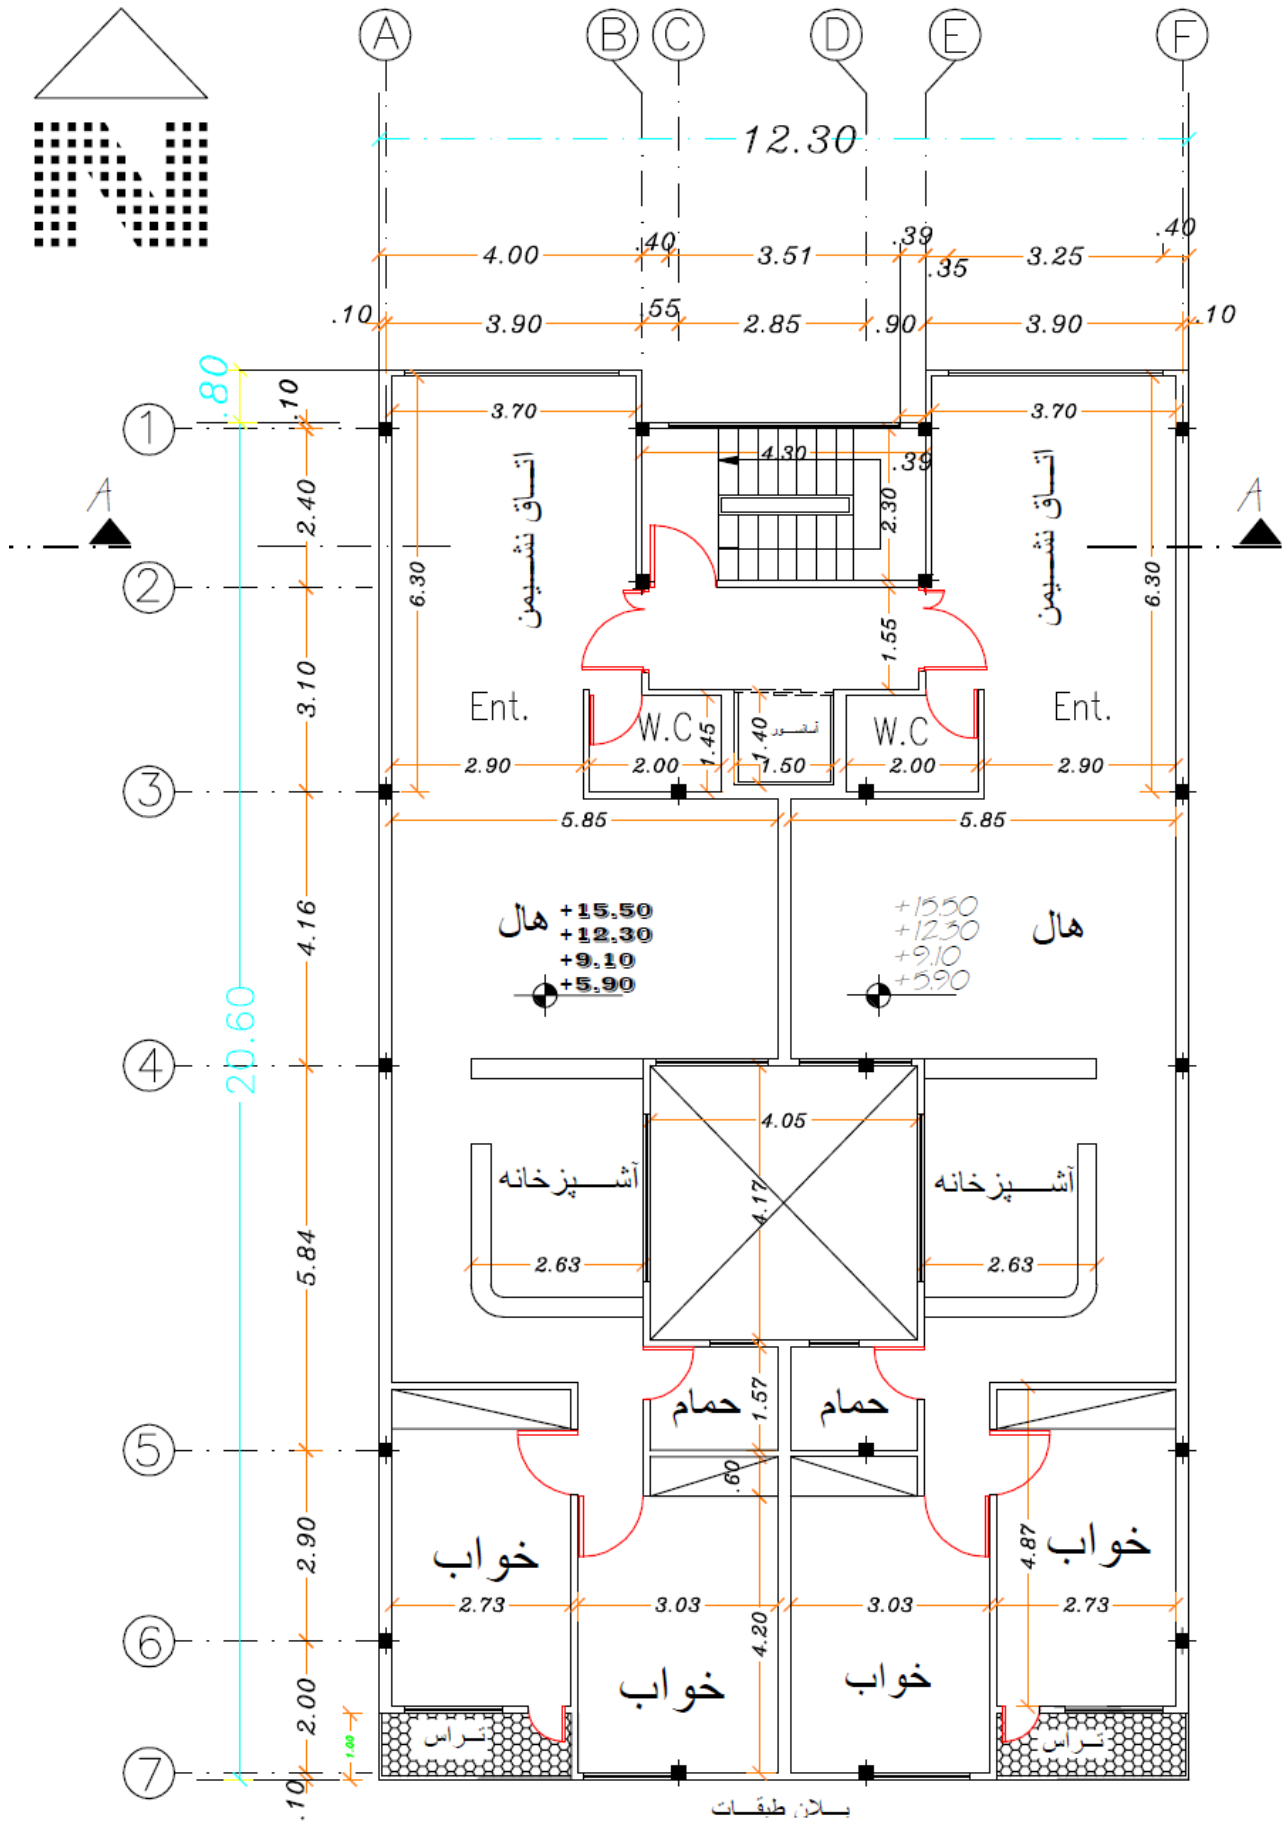 A B C D E F
N
12.30
4.00 .40 3.51 .39 .35 3.25 .40
.10 3.90 .55 2.85 .90 3.90 .10
.80
.10
3.70 3.70
1
4.30
.39
اتاق نشیمن
اتاق نشیمن
A A
2.40
2.30
2
6.30 6.30
1.55
3.10
Ent. W.C 1.45 1.40 آسانسور W.C Ent.
2.90 2.00 1.50 2.00 2.90
3
5.85 5.85
هال
+15.50
+12.30
+9.10
+5.90
+15.50
+12.30
+9.10
+5.90
هال
4.16
20.60
4
4.05
آشپزخانه 4.17 آشپزخانه
5.84
2.63 2.63
حمام 1.57 حمام
5
.60
خواب 4.87 خواب
2.90
2.73 3.03 3.03 2.73
6
4.20
خواب خواب
2.00
تراس تراس
1.00
7
.10
پلان طبقات